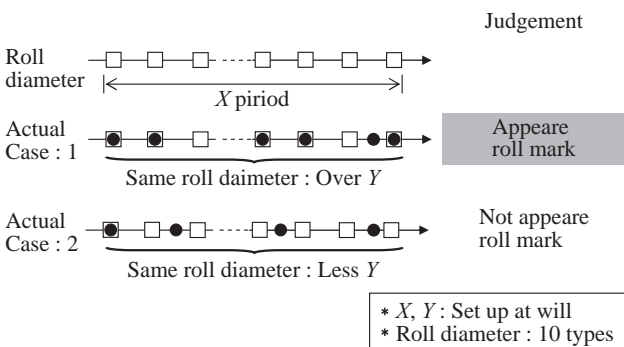 Judgement
Roll
diameter
X piriod
Actual
Case : 1
Appeare
roll mark
Same roll daimeter : Over Y
Actual
Case : 2
Not appeare
roll mark
Same roll diameter : Less Y
* X, Y : Set up at will
* Roll diameter : 10 types